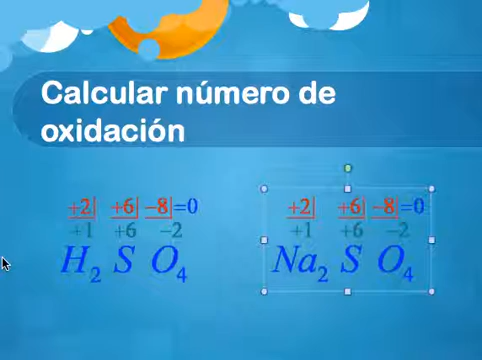 Calcular número de
oxidación
+2| +6| −8|=0
+1 +6 −2
H2 S O4
+2| +6| −8|=0
+1 +6 −2
Na2 S O4